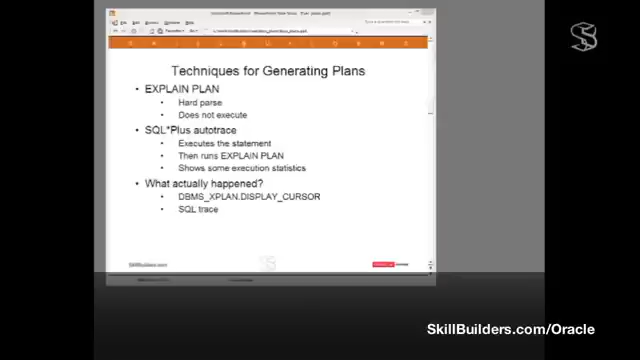 Techniques for Generating Plans
• EXPLAIN PLAN
• Hard parse
• Does not execute
• SQL*Plus autotrace
• Executes the statement
• Then runs EXPLAIN PLAN
• Shows some execution statistics
• What actually happened?
• DBMS_XPLAN.DISPLAY_CURSOR
• SQL trace
SkillBuilders.com/Oracle